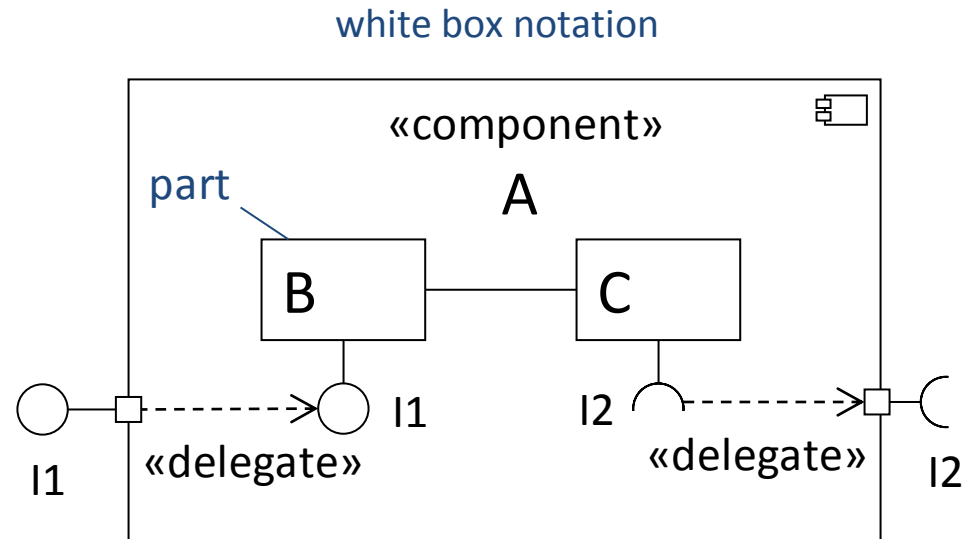 white box notation
«component»
A
part
B
C
I1
I2
«delegate»
«delegate»
I1
I2